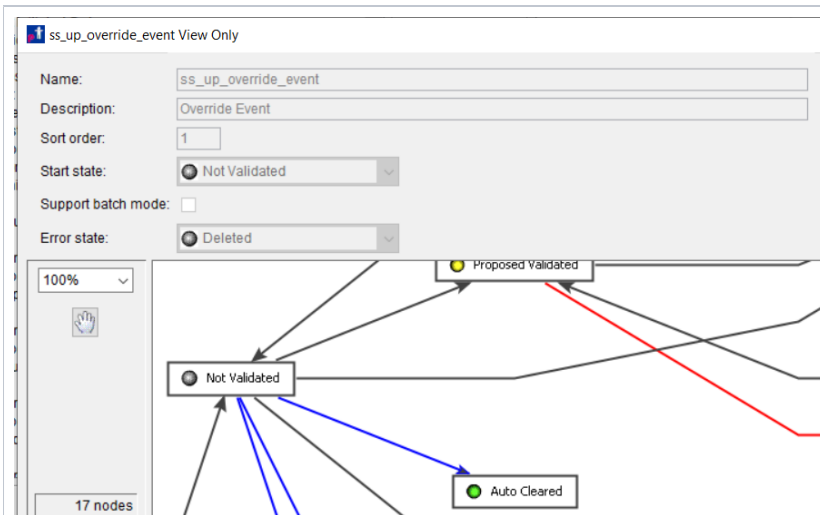 ss_up_override_event View Only
Name: ss_up_override_event
Description: Override Event
Sort order: 1
Start state: Not Validated
Support batch mode:
Error state: Deleted
100%
Proposed Validated
Not Validated
Auto Cleared
17 nodes